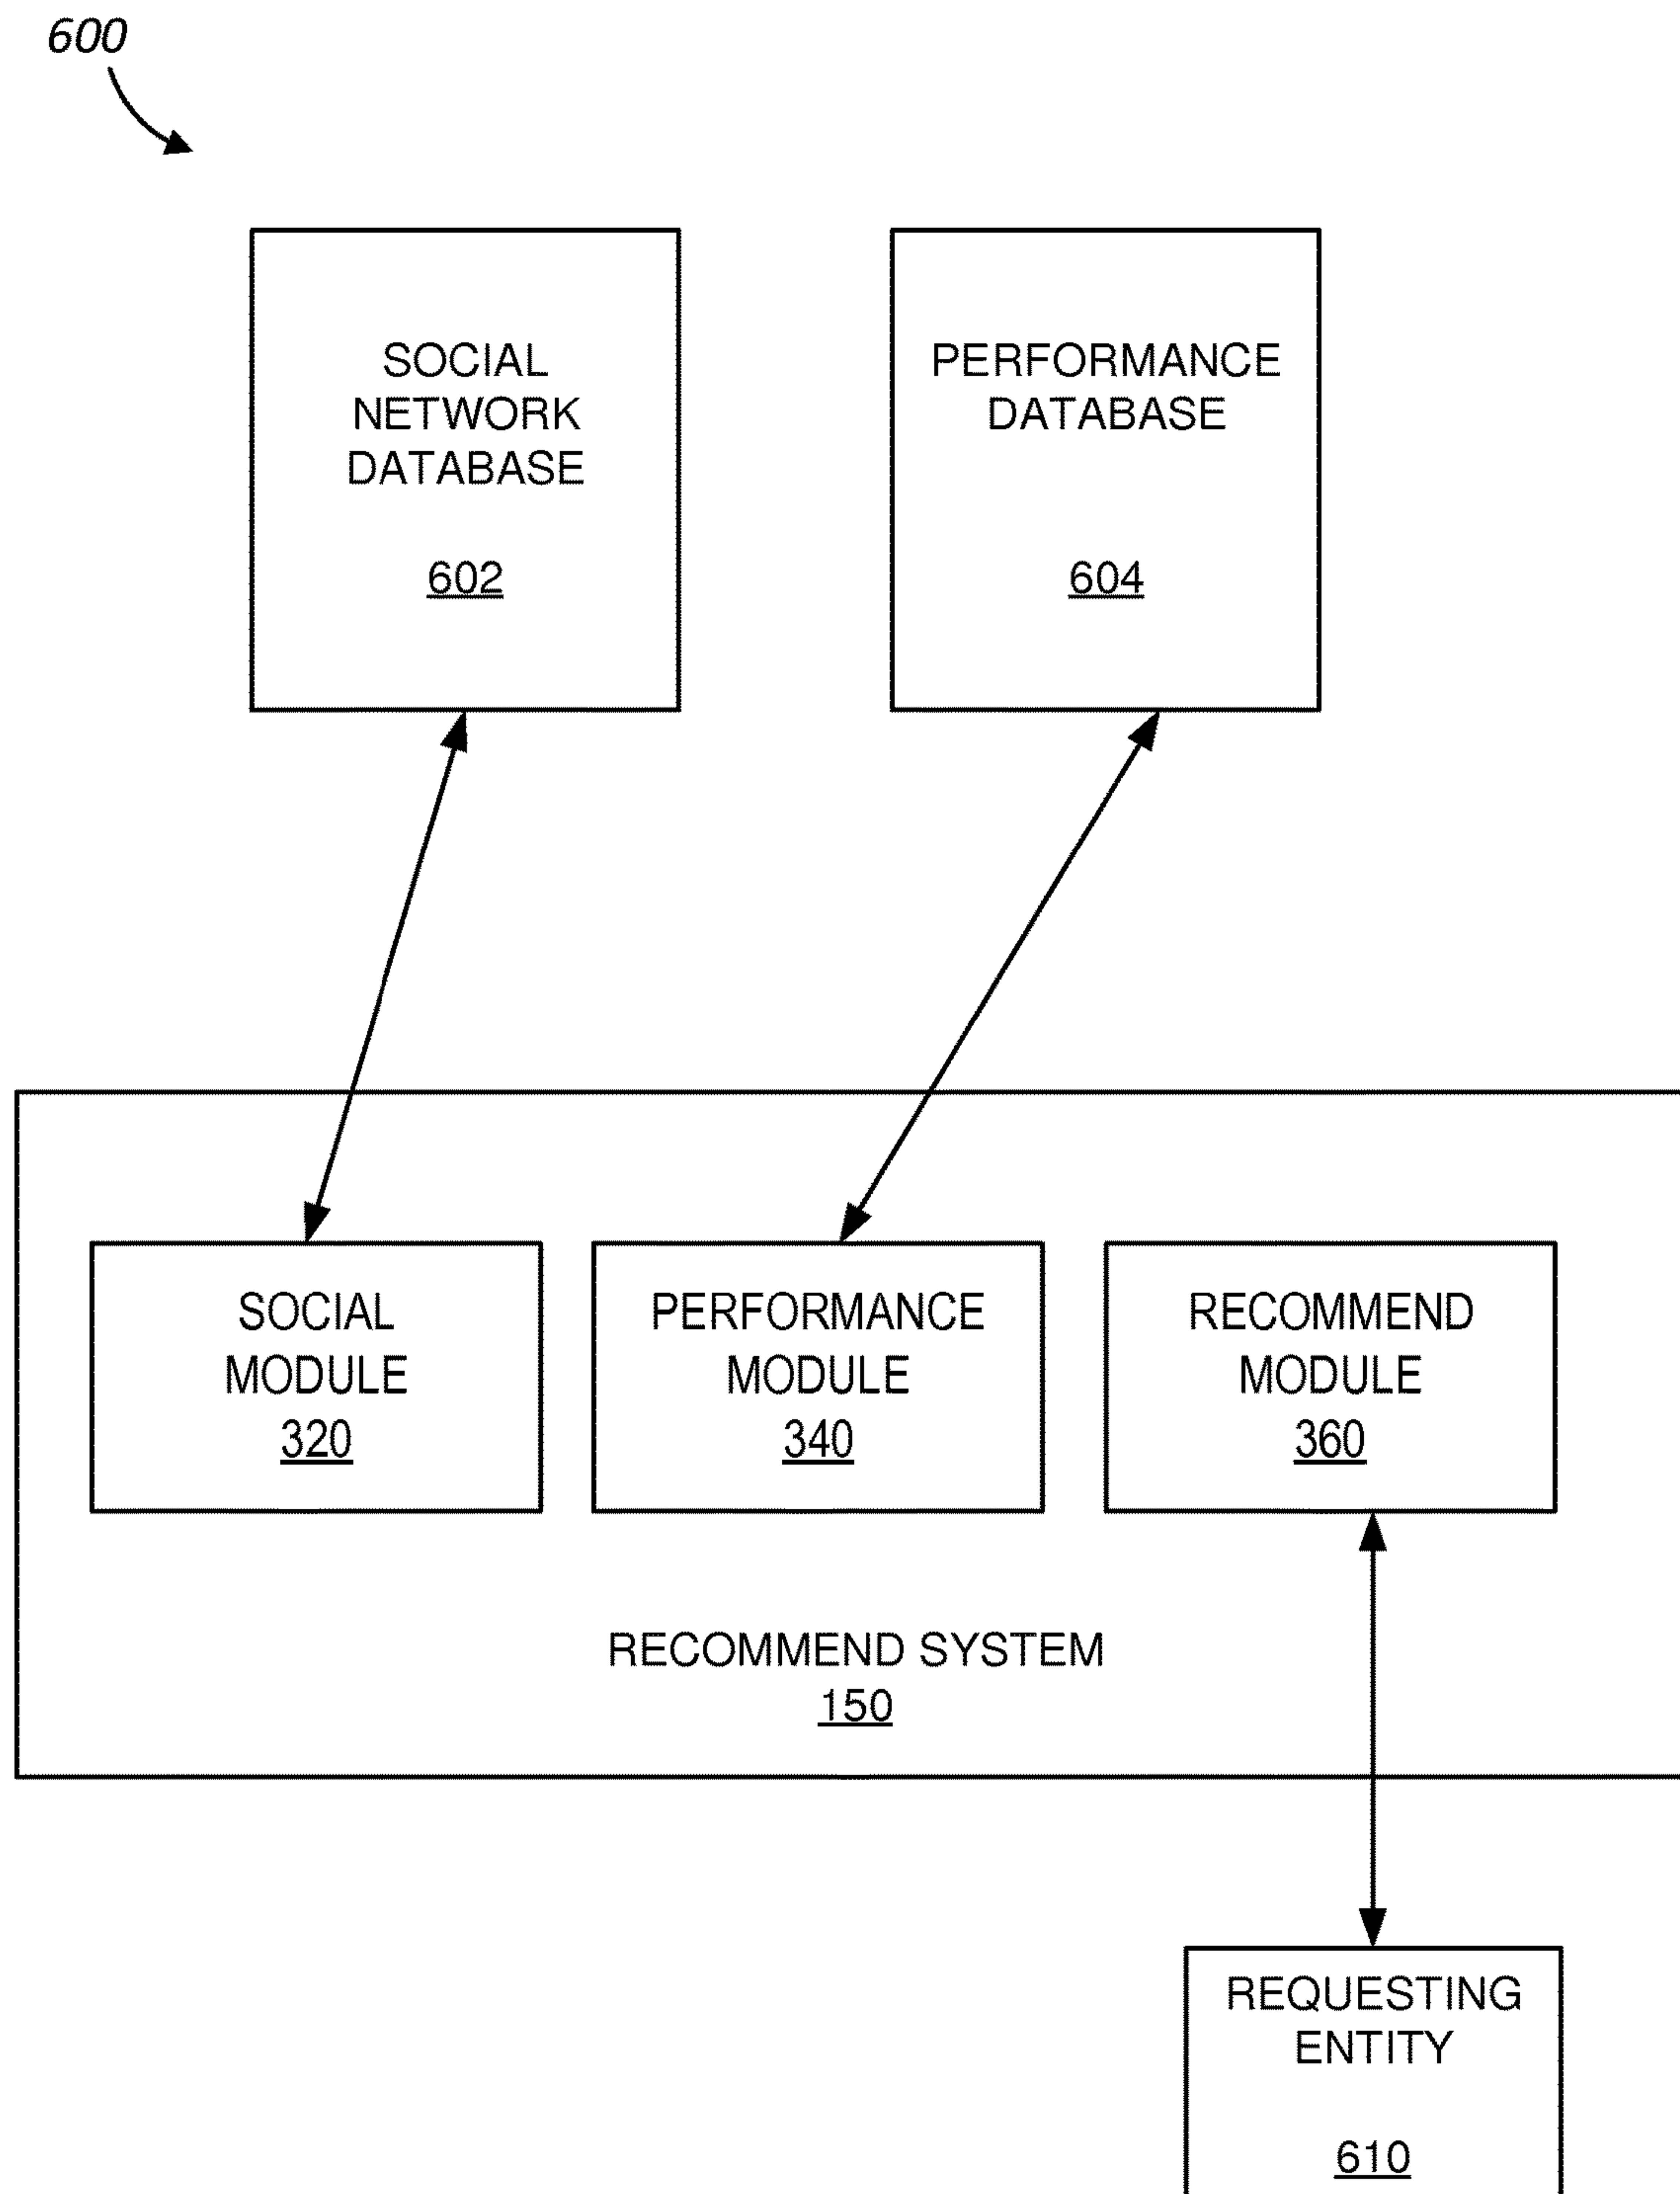 600
SOCIAL
NETWORK
DATABASE
602
PERFORMANCE
DATABASE
604
SOCIAL
MODULE
320
PERFORMANCE
MODULE
340
RECOMMEND
MODULE
360
RECOMMEND SYSTEM
150
REQUESTING
ENTITY
610